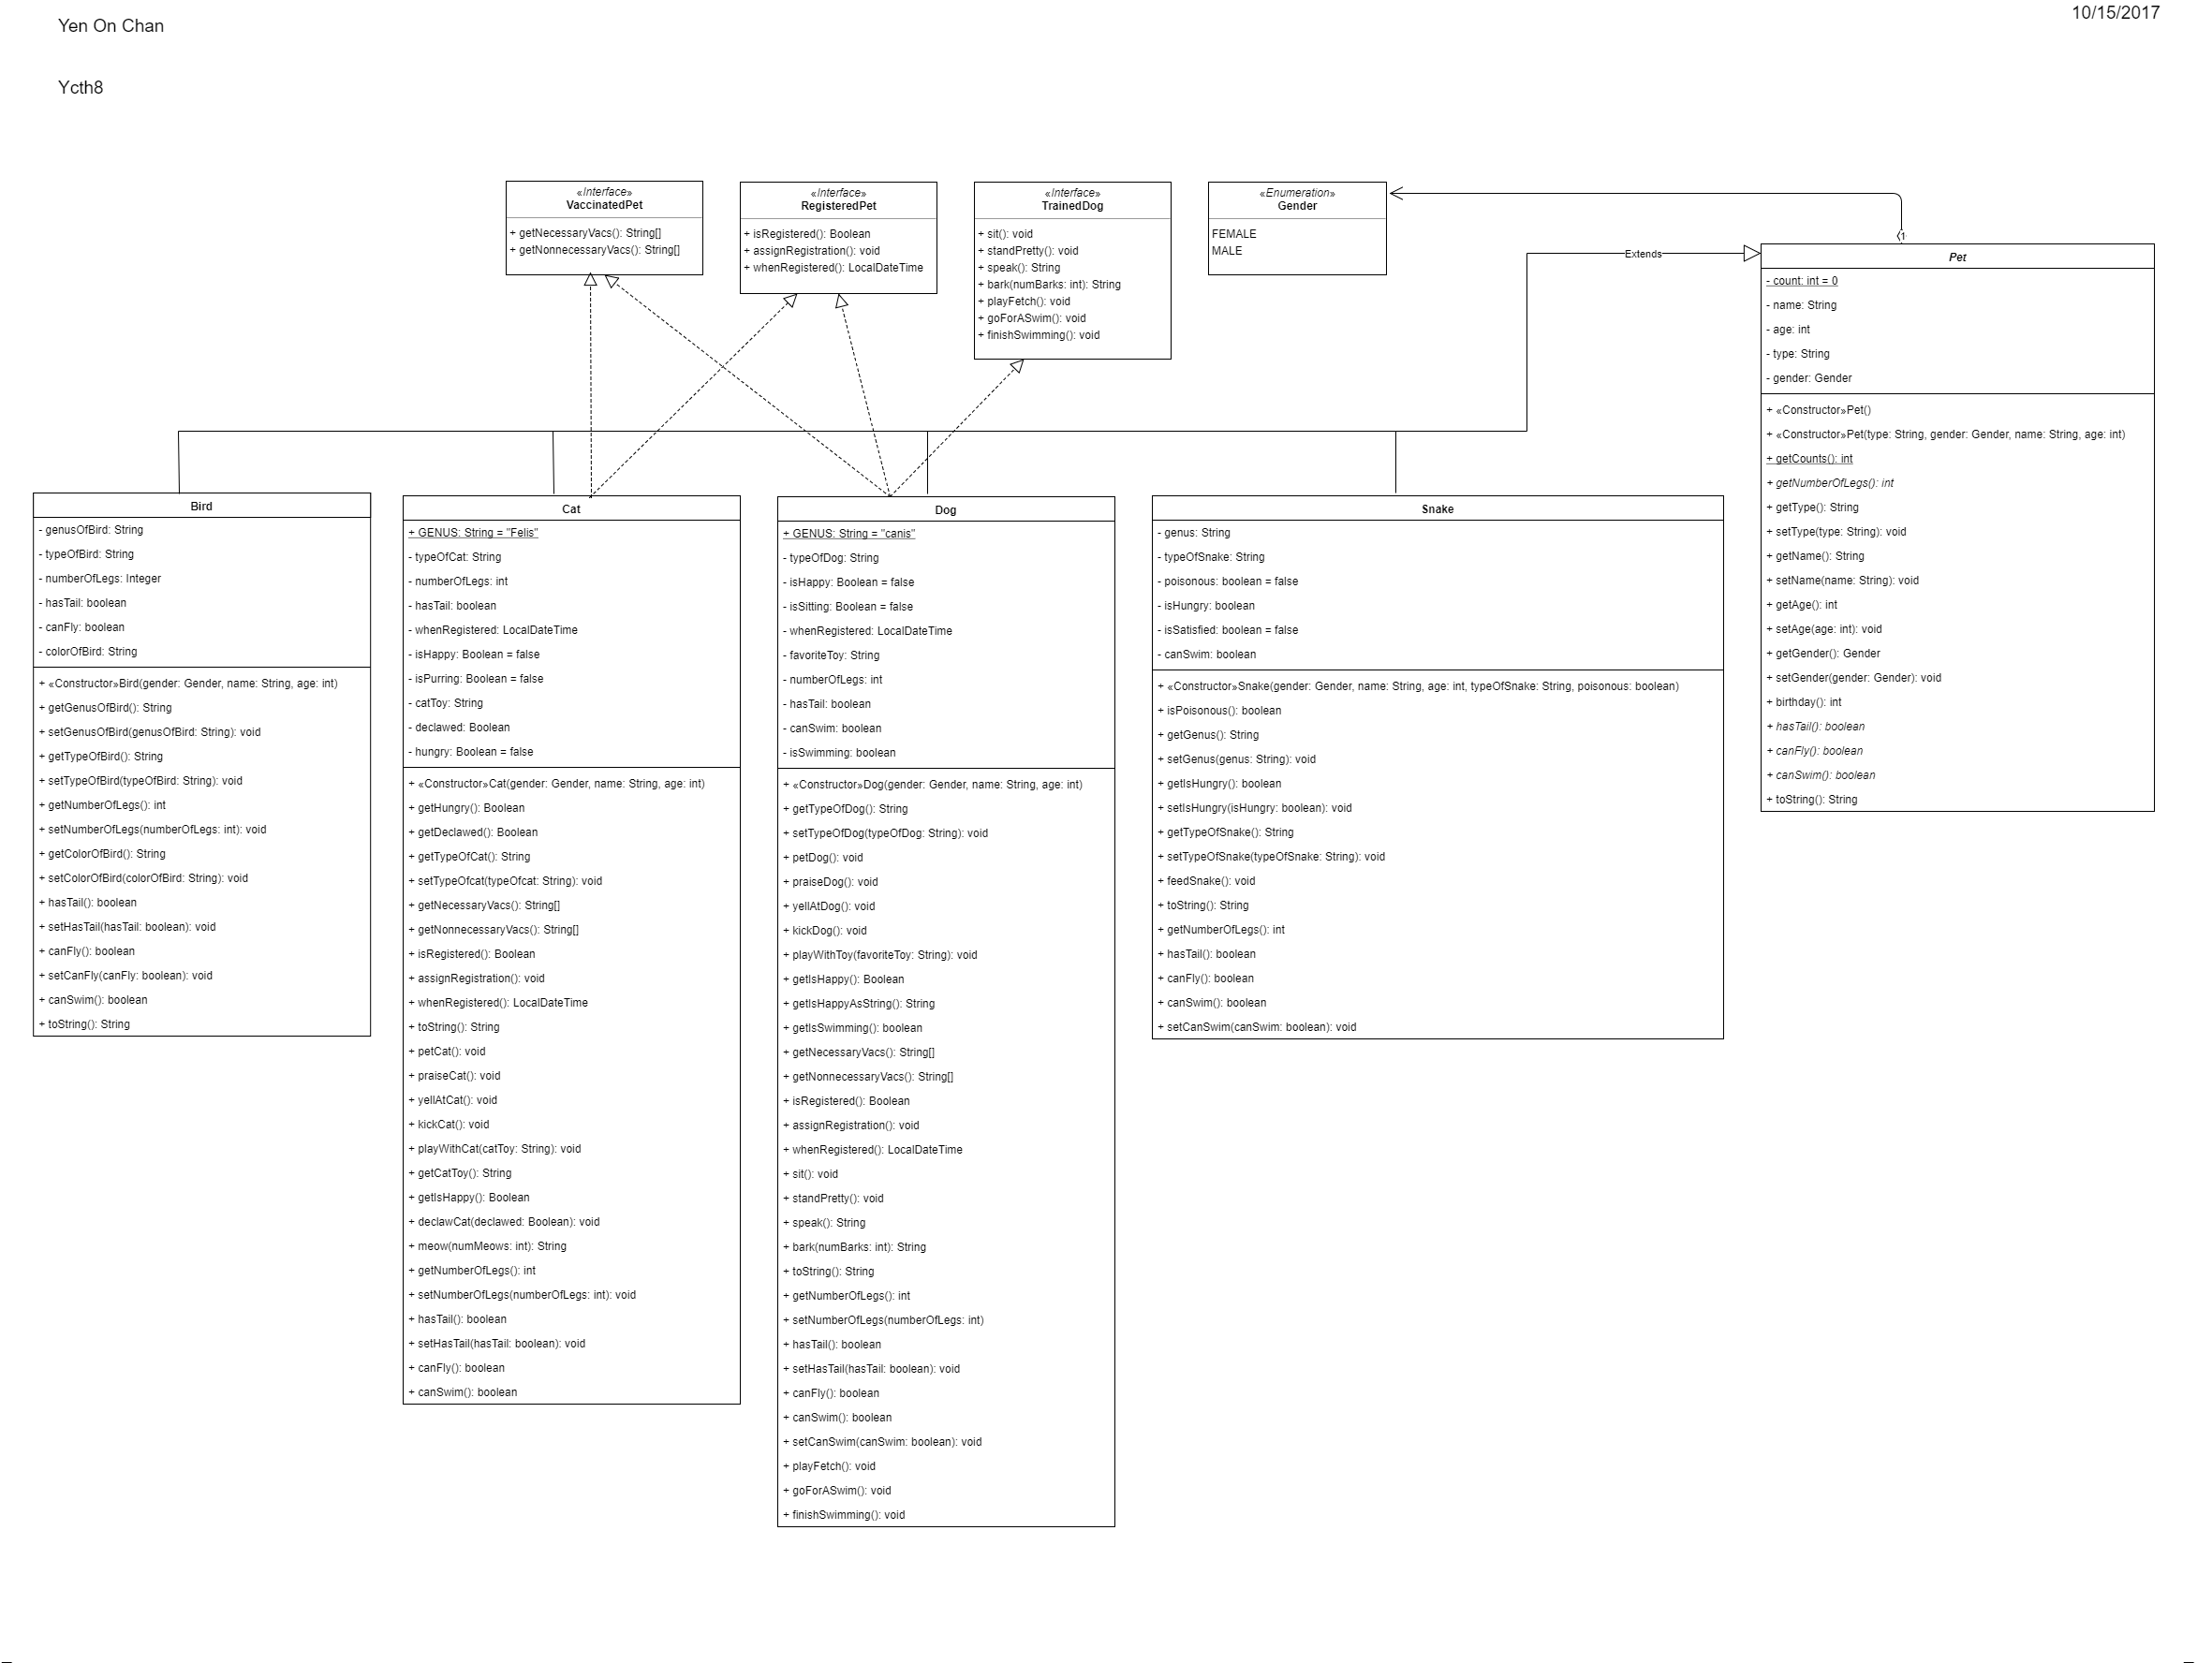 Yen On Chan
10/15/2017
Ycth8
«Interface»
VaccinatedPet
+ getNecessaryVacs(): String[]
+ getNonnecessaryVacs(): String[]
«Interface»
RegisteredPet
+ isRegistered(): Boolean
+ assignRegistration(): void
+ whenRegistered(): LocalDateTime
«Interface»
TrainedDog
+ sit(): void
+ standPretty(): void
+ speak(): String
+ bark(numBarks: int): String
+ playFetch(): void
+ goForASwim(): void
+ finishSwimming(): void
«Enumeration»
Gender
FEMALE
MALE
1
Extends
Pet
- count: int = 0
- name: String
- age: int
- type: String
- gender: Gender
+ «Constructor»Pet()
+ «Constructor»Pet(type: String, gender: Gender, name: String, age: int)
+ getCounts(): int
+ getNumberOfLegs(): int
+ getType(): String
+ setType(type: String): void
+ getName(): String
+ setName(name: String): void
+ getAge(): int
+ setAge(age: int): void
+ getGender(): Gender
+ setGender(gender: Gender): void
+ birthday(): int
+ hasTail(): boolean
+ canFly(): boolean
+ canSwim(): boolean
+ toString(): String
Bird
- genusOfBird: String
- typeOfBird: String
- numberOfLegs: Integer
- hasTail: boolean
- canFly: boolean
- colorOfBird: String
+ «Constructor»Bird(gender: Gender, name: String, age: int)
+ getGenusOfBird(): String
+ setGenusOfBird(genusOfBird: String): void
+ getTypeOfBird(): String
+ setTypeOfBird(typeOfBird: String): void
+ getNumberOfLegs(): int
+ setNumberOfLegs(numberOfLegs: int): void
+ getColorOfBird(): String
+ setColorOfBird(colorOfBird: String): void
+ hasTail(): boolean
+ setHasTail(hasTail: boolean): void
+ canFly(): boolean
+ setCanFly(canFly: boolean): void
+ canSwim(): boolean
+ toString(): String
Cat
+ GENUS: String = "Felis"
- typeOfCat: String
- numberOfLegs: int
- hasTail: boolean
- whenRegistered: LocalDateTime
- isHappy: Boolean = false
- isPurring: Boolean = false
- catToy: String
- declawed: Boolean
- hungry: Boolean = false
+ «Constructor»Cat(gender: Gender, name: String, age: int)
+ getHungry(): Boolean
+ getDeclawed(): Boolean
+ getTypeOfCat(): String
+ setTypeOfcat(typeOfcat: String): void
+ getNecessaryVacs(): String[]
+ getNonnecessaryVacs(): String[]
+ isRegistered(): Boolean
+ assignRegistration(): void
+ whenRegistered(): LocalDateTime
+ toString(): String
+ petCat(): void
+ praiseCat(): void
+ yellAtCat(): void
+ kickCat(): void
+ playWithCat(catToy: String): void
+ getCatToy(): String
+ getIsHappy(): Boolean
+ declawCat(declawed: Boolean): void
+ meow(numMeows: int): String
+ getNumberOfLegs(): int
+ setNumberOfLegs(numberOfLegs: int): void
+ hasTail(): boolean
+ setHasTail(hasTail: boolean): void
+ canFly(): boolean
+ canSwim(): boolean
Dog
+ GENUS: String = "canis"
- typeOfDog: String
- isHappy: Boolean = false
- isSitting: Boolean = false
- whenRegistered: LocalDateTime
- favoriteToy: String
- numberOfLegs: int
- hasTail: boolean
- canSwim: boolean
- isSwimming: boolean
+ «Constructor»Dog(gender: Gender, name: String, age: int)
+ getTypeOfDog(): String
+ setTypeOfDog(typeOfDog: String): void
+ petDog(): void
+ praiseDog(): void
+ yellAtDog(): void
+ kickDog(): void
+ playWithToy(favoriteToy: String): void
+ getIsHappy(): Boolean
+ getIsHappyAsString(): String
+ getIsSwimming(): boolean
+ getNecessaryVacs(): String[]
+ getNonnecessaryVacs(): String[]
+ isRegistered(): Boolean
+ assignRegistration(): void
+ whenRegistered(): LocalDateTime
+ sit(): void
+ standPretty(): void
+ speak(): String
+ bark(numBarks: int): String
+ toString(): String
+ getNumberOfLegs(): int
+ setNumberOfLegs(numberOfLegs: int)
+ hasTail(): boolean
+ setHasTail(hasTail: boolean): void
+ canFly(): boolean
+ canSwim(): boolean
+ setCanSwim(canSwim: boolean): void
+ playFetch(): void
+ goForASwim(): void
+ finishSwimming(): void
Snake
- genus: String
- typeOfSnake: String
- poisonous: boolean = false
- isHungry: boolean
- isSatisfied: boolean = false
- canSwim: boolean
+ «Constructor»Snake(gender: Gender, name: String, age: int, typeOfSnake: String, poisonous: boolean)
+ isPoisonous(): boolean
+ getGenus(): String
+ setGenus(genus: String): void
+ getIsHungry(): boolean
+ setIsHungry(isHungry: boolean): void
+ getTypeOfSnake(): String
+ setTypeOfSnake(typeOfSnake: String): void
+ feedSnake(): void
+ toString(): String
+ getNumberOfLegs(): int
+ hasTail(): boolean
+ canFly(): boolean
+ canSwim(): boolean
+ setCanSwim(canSwim: boolean): void